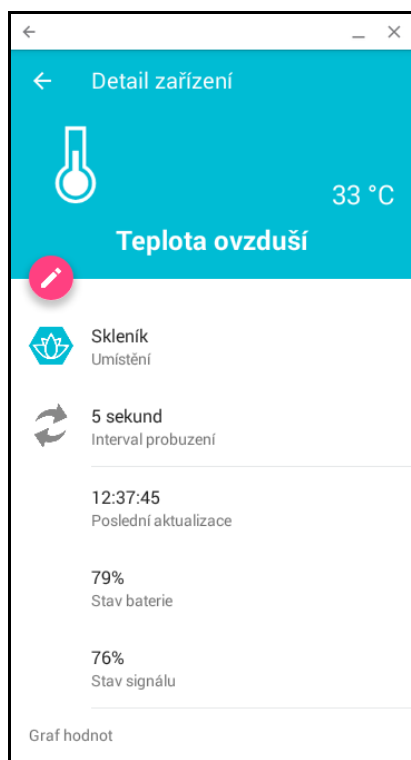 Detail zařízení
33 °C
Teplota ovzduší
Skleník
Umístění
5 sekund
Interval probuzení
12:37:45
Poslední aktualizace
79%
Stav baterie
76%
Stav signálu
Graf hodnot